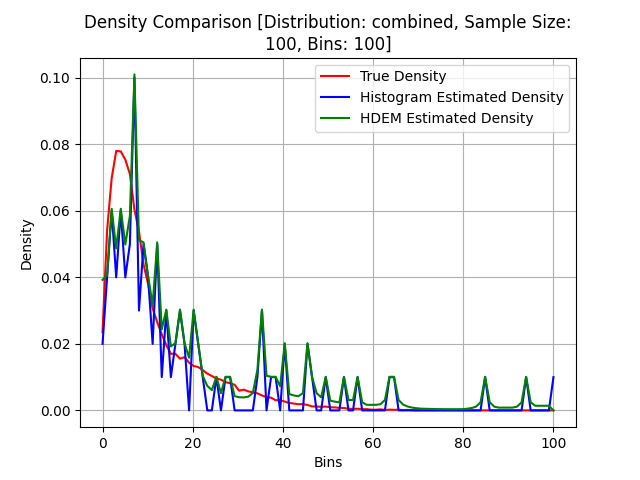 Density Comparison [Distribution: combined, Sample Size:
100, Bins: 100]
True Density
Histogram Estimated Density
HDEM Estimated Density
Density
0.10
0.08
0.06
0.04
0.02
0.00
0 20 40 60 80 100
Bins